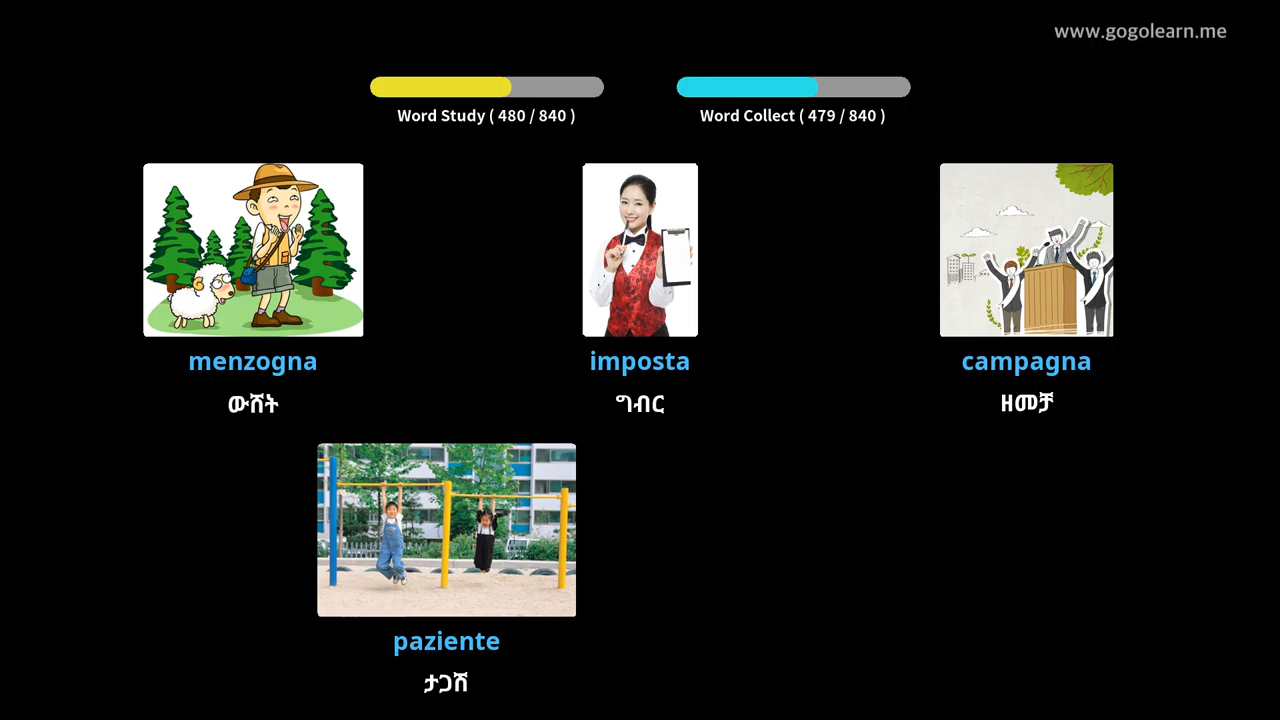 www.gogolearn.me
Word Study ( 480 / 840 )
Word Collect ( 479 / 840 )
menzogna
imposta
campagna
ውሸት
ግብር
ዘመቻ
paziente
ታጋሽ